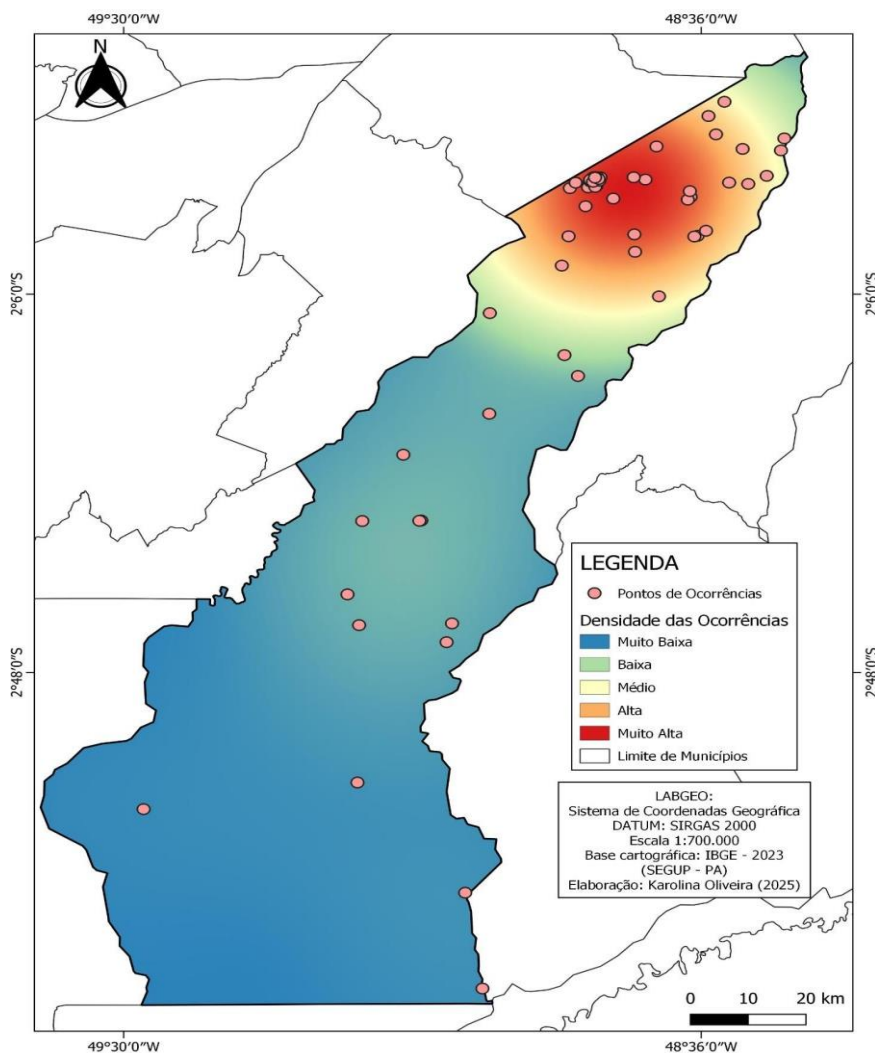 49°30'0"W
48°36'0"W
N
2°6'0"S
2°6'0"S
LEGENDA
Pontos de Ocorrências
Densidade das Ocorrências
Muito Baixa
Baixa
Médio
Alta
Muito Alta
Limite de Municípios
2°48'0"S
2°48'0"S
LABGEO:
Sistema de Coordenadas Geográfica
DATUM: SIRGAS 2000
Escala 1:700.000
Base cartográfica: IBGE - 2023
(SEGUP - PA)
Elaboração: Karolina Oliveira (2025)
0 10 20 km
49°30'0"W
48°36'0"W